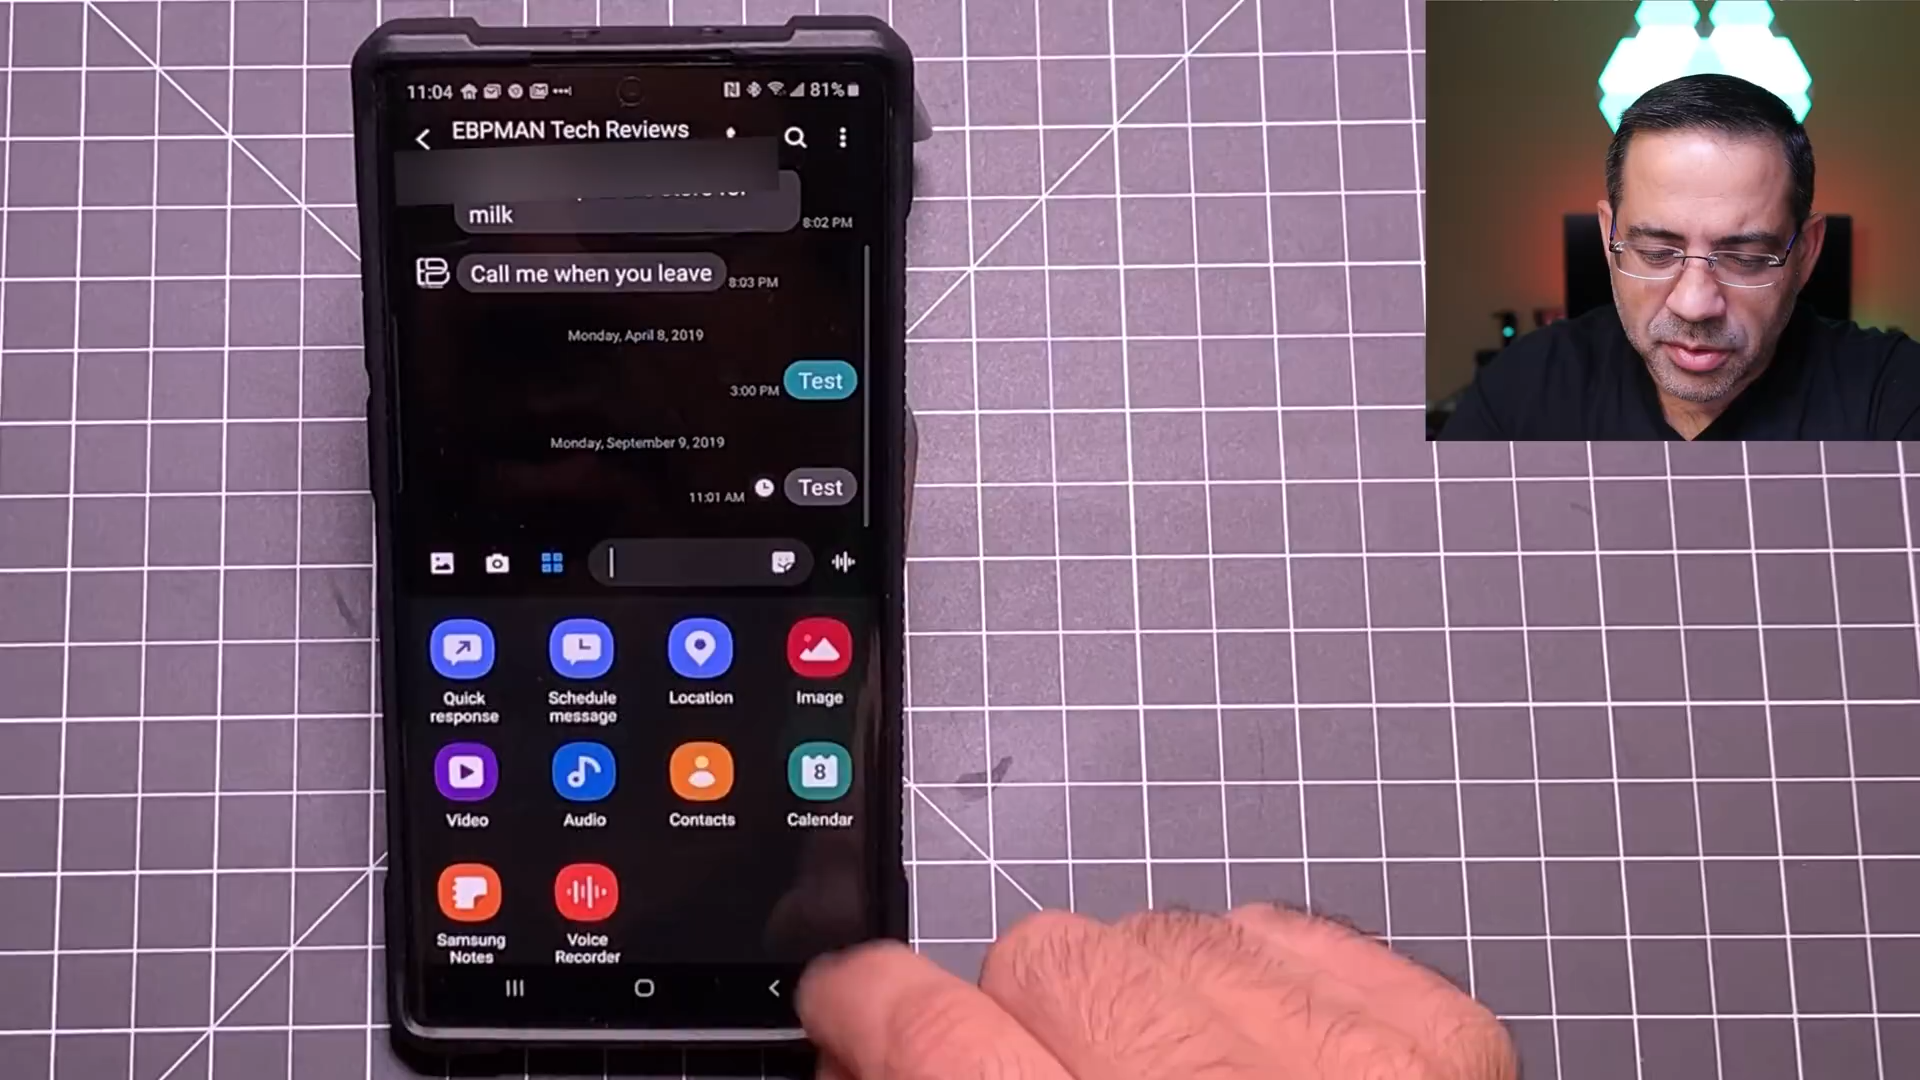 11:04
81%
EBPMAN Tech Reviews
milk
8:02 PM
Call me when you leave
8:03 PM
Monday, April 8, 2019
3:00 PM
Test
Monday, September 9, 2019
11:01 AM
Test
Quick response
Schedule message
Location
Image
Video
Audio
Contacts
8
Calendar
Samsung Notes
Voice Recorder